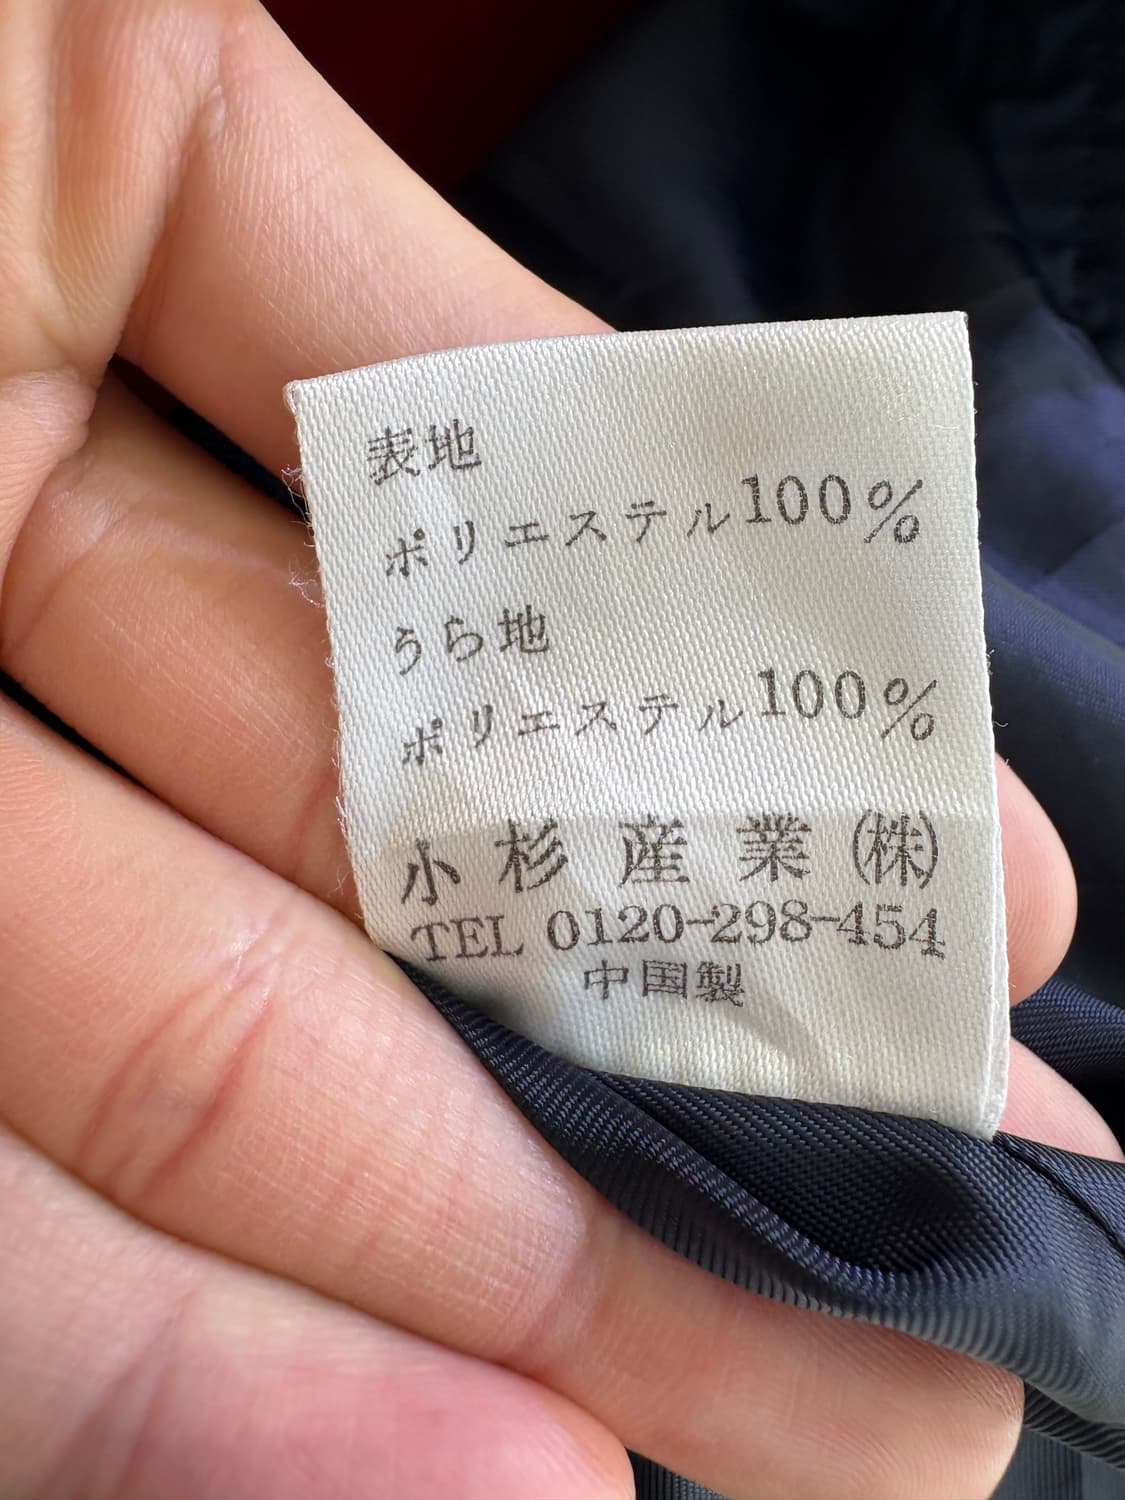 表地
ポリエステル100%
うら地
ポリエステル100%
小杉産業(株)
TEL 0120-298-454
中国製